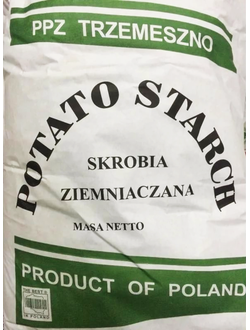 PPZ TRZEMESZNO
POTATO STARCH
SKROBIA
ZIEMNIACZANA
MASA NETTO
PRODUCT OF POLAND